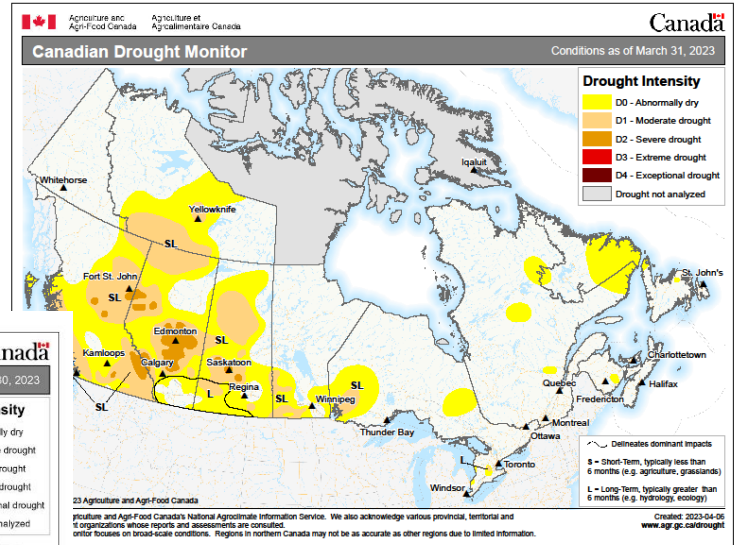 Agriculture and Agriculture et
Agri-Food Canada Agroalimentaire Canada
Canada
Canadian Drought Monitor
Conditions as of March 31, 2023
Drought Intensity
D0 - Abnormally dry
D1 - Moderate drought
D2 - Severe drought
D3 - Extreme drought
D4 - Exceptional drought
Drought not analyzed
Iqaluit
Whitehorse
Yellowknife
SL
St. John's
Fort St. John
SL
Edmonton
Kamloops
Calgary
SL
Saskatoon
Charlottetown
Regina
L
SL
SL
Winnipeg
SL
Quebec
Halifax
Fredericton
Thunder Bay
Montreal
Ottawa
L
Toronto
Windsor
Delineates dominant impacts
S = Short-Term, typically less than
6 months (e.g. agriculture, grasslands)
L = Long-Term, typically greater than
6 months (e.g. hydrology, ecology)
23 Agriculture and Agri-Food Canada
griculture and Agri-Food Canada's National Agroclimate Information Service. We also acknowledge various provincial, territorial and
nt organizations whose reports and assessments are consulted.
onitor focuses on broad-scale conditions. Regions in northern Canada may not be as accurate as other regions due to limited information.
Created: 2023-04-06
www.agr.gc.ca/drought
nada
30, 2023
sity
lly dry
drought
rought
drought
nal drought
nalyzed